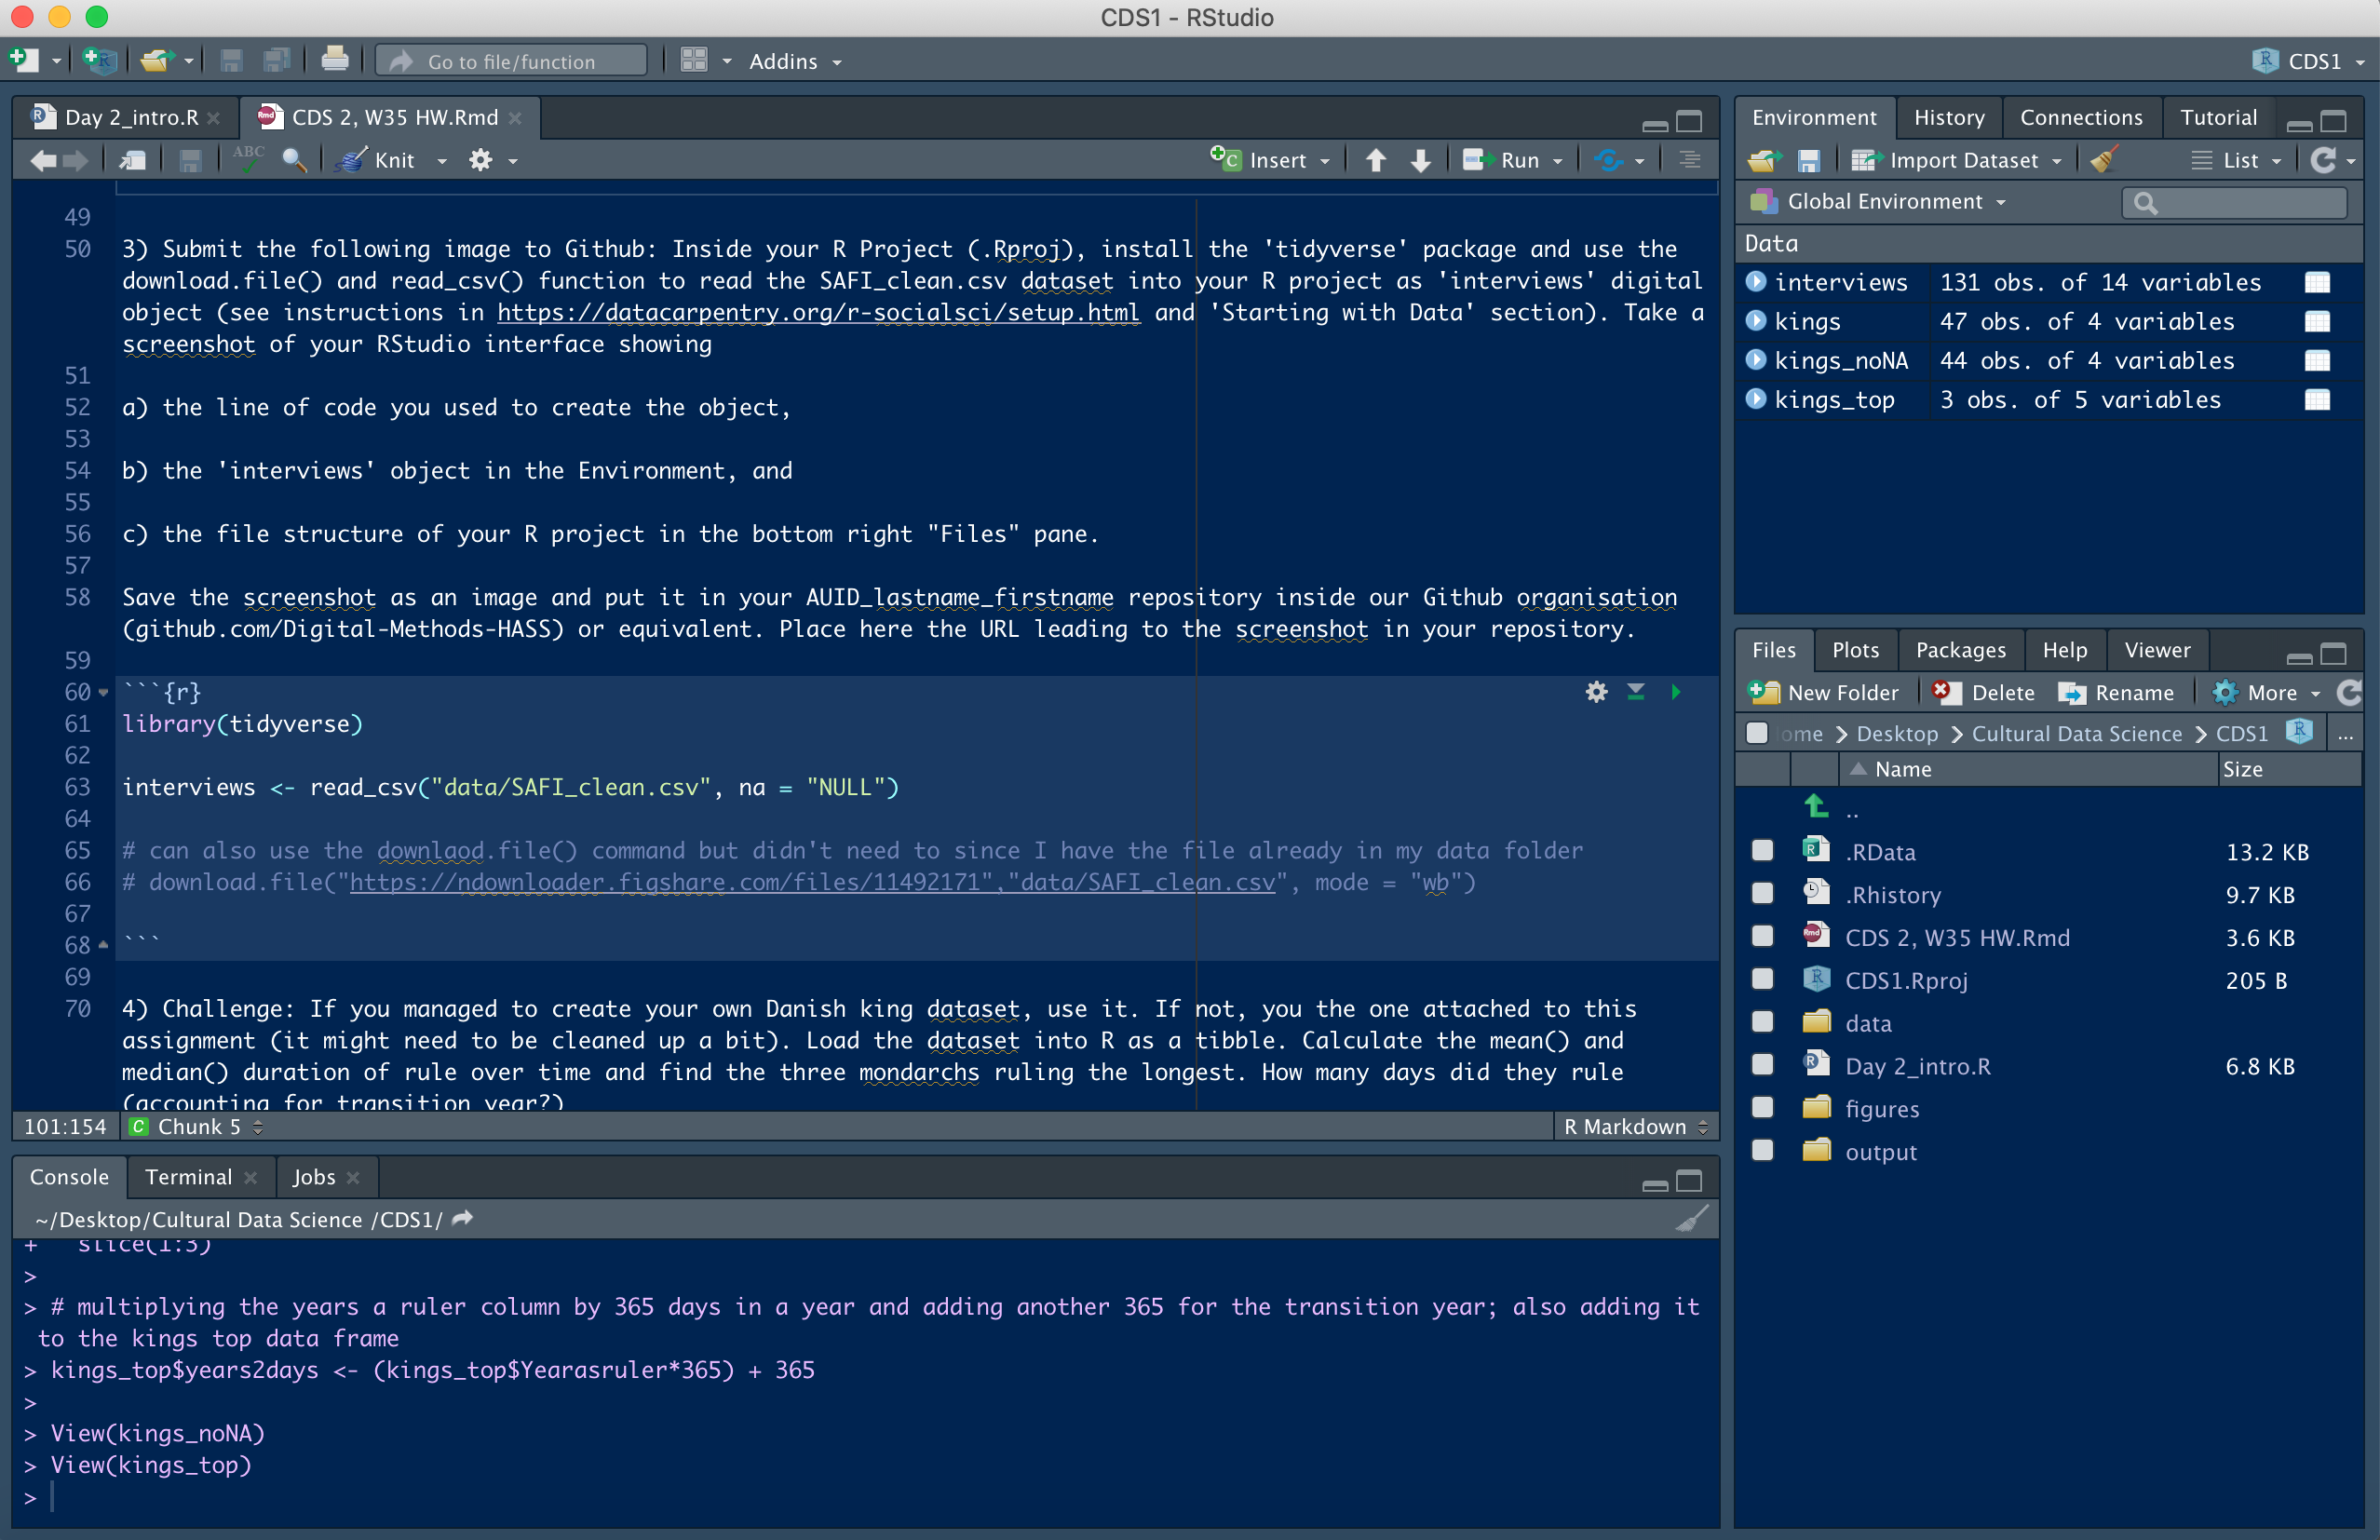 CDS1 - RStudio
Go to file/function
Addins
CDS1
Day 2_intro.R
CDS 2, W35 HW.Rmd
ABC
Knit
Insert
Run
49
50 3) Submit the following image to Github: Inside your R Project (.Rproj), install the 'tidyverse' package and use the
download.file() and read_csv() function to read the SAFI_clean.csv dataset into your R project as 'interviews' digital
object (see instructions in https://datacarpentry.org/r-socialsci/setup.html and 'Starting with Data' section). Take a
screenshot of your RStudio interface showing
51
52 a) the line of code you used to create the object,
53
54 b) the 'interviews' object in the Environment, and
55
56 c) the file structure of your R project in the bottom right "Files" pane.
57
58 Save the screenshot as an image and put it in your AUID_lastname_firstname repository inside our Github organisation
(github.com/Digital-Methods-HASS) or equivalent. Place here the URL leading to the screenshot in your repository.
59
60 ```{r}
61 library(tidyverse)
62
63 interviews <- read_csv("data/SAFI_clean.csv", na = "NULL")
64
65 # can also use the downlaod.file() command but didn't need to since I have the file already in my data folder
66 # download.file("https://ndownloader.figshare.com/files/11492171","data/SAFI_clean.csv", mode = "wb")
67
68 ```
69
70 4) Challenge: If you managed to create your own Danish king dataset, use it. If not, you the one attached to this
assignment (it might need to be cleaned up a bit). Load the dataset into R as a tibble. Calculate the mean() and
median() duration of rule over time and find the three mondarchs ruling the longest. How many days did they rule
(accounting for transition year?)
101:154 C Chunk 5 R Markdown
Console Terminal Jobs
~/Desktop/Cultural Data Science /CDS1/
+ slice(1:3)
>
> # multiplying the years a ruler column by 365 days in a year and adding another 365 for the transition year; also adding it
to the kings top data frame
> kings_top$years2days <- (kings_top$Yearasruler*365) + 365
>
> View(kings_noNA)
> View(kings_top)
>
Environment History Connections Tutorial
Import Dataset List
Global Environment
Data
interviews 131 obs. of 14 variables
kings 47 obs. of 4 variables
kings_noNA 44 obs. of 4 variables
kings_top 3 obs. of 5 variables
Files Plots Packages Help Viewer
New Folder Delete Rename More
ome > Desktop > Cultural Data Science > CDS1 ...
Name Size
..
.RData 13.2 KB
.Rhistory 9.7 KB
CDS 2, W35 HW.Rmd 3.6 KB
CDS1.Rproj 205 B
data
Day 2_intro.R 6.8 KB
figures
output